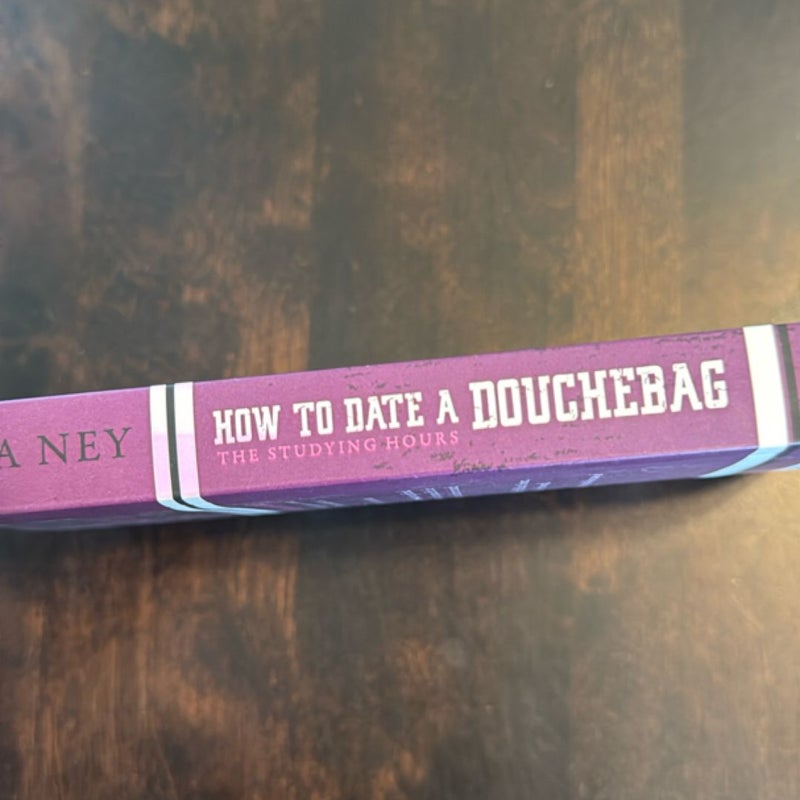 A NEY
HOW TO DATE A DOUCHEBAG
THE STUDYING HOURS